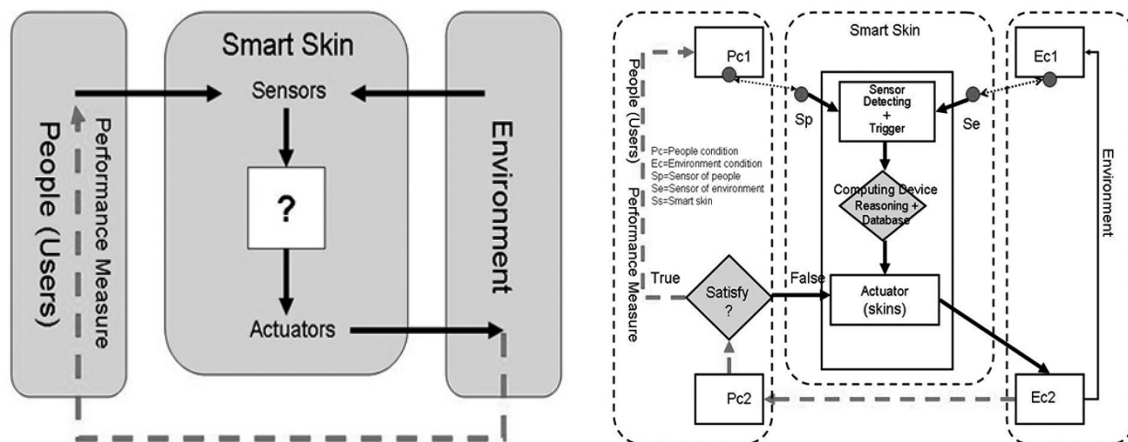 Smart Skin
Sensors
?
Actuators
People (Users)
Performance Measure
Environment
Smart Skin
Pc1
Ec1
Sp
Se
Sensor
Detecting
+
Trigger
People (Users)
Performance Measure
Pc=People condition
Ec=Environment condition
Sp=Sensor of people
Se=Sensor of environment
Ss=Smart skin
Computing Device
Reasoning +
Database
Environment
True
Satisfy
?
False
Actuator
(skins)
Pc2
Ec2